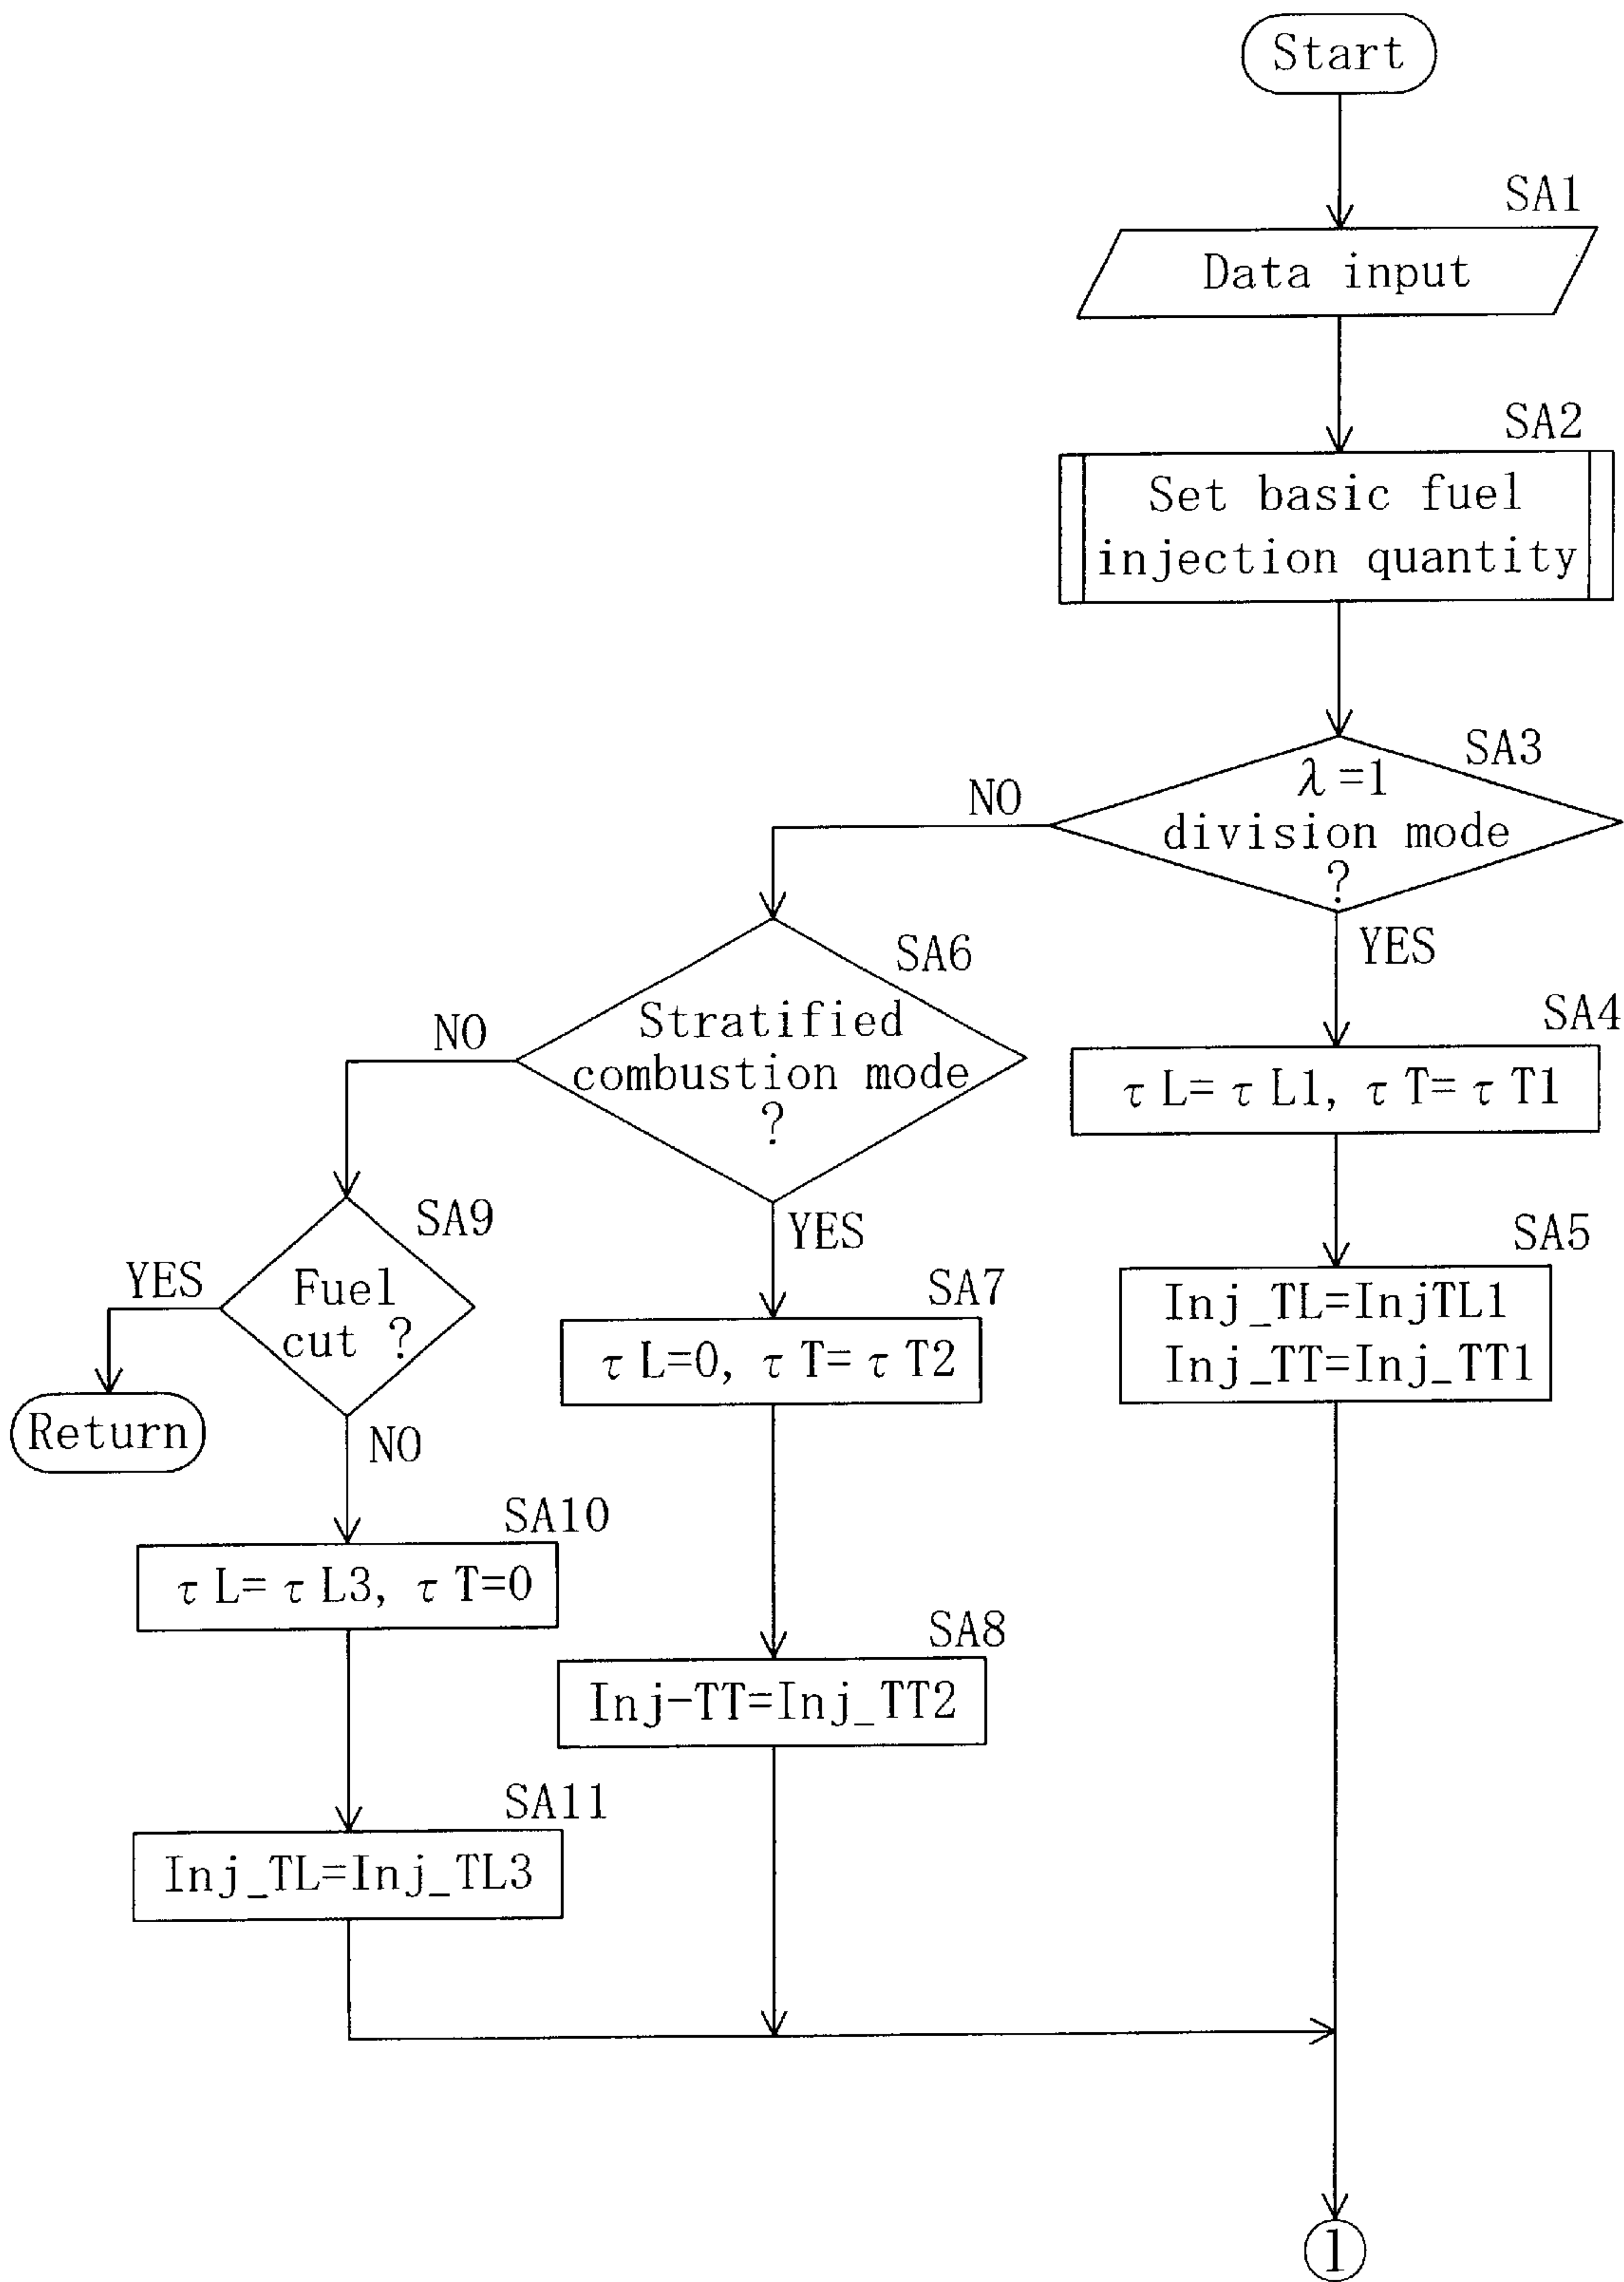 Start
SA1
Data input
SA2
Set basic fuel
injection quantity
SA3
λ=1
division mode
?
NO
YES
SA4
τL=τL1, τT=τT1
SA5
Inj_TL=InjTL1
Inj_TT=Inj_TT1
SA6
Stratified
combustion mode
?
NO
YES
SA7
τL=0, τT=τT2
SA8
Inj-TT=Inj_TT2
SA9
Fuel
cut ?
YES
Return
NO
SA10
τL=τL3, τT=0
SA11
Inj_TL=Inj_TL3
1